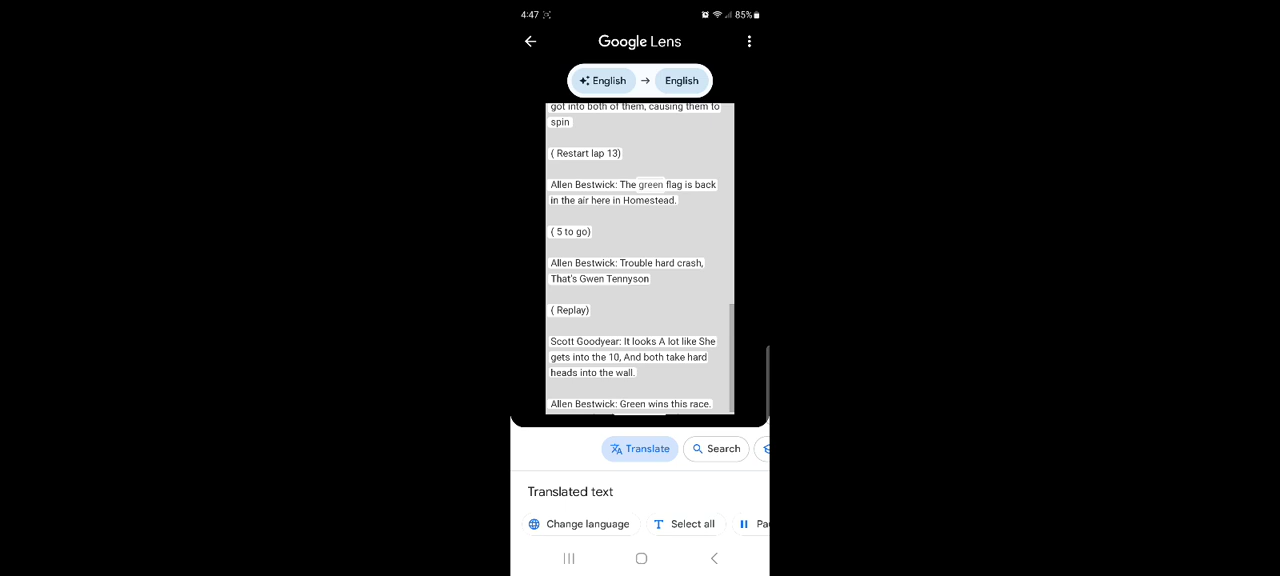 4:47
85%
Google Lens
English → English
got into both of them, causing them to
spin
( Restart lap 13)
Allen Bestwick: The green flag is back
in the air here in Homestead.
( 5 to go)
Allen Bestwick: Trouble hard crash,
That's Gwen Tennyson
( Replay)
Scott Goodyear: It looks A lot like She
gets into the 10, And both take hard
heads into the wall.
Allen Bestwick: Green wins this race.
Translate Search
Translated text
Change language Select all Pa